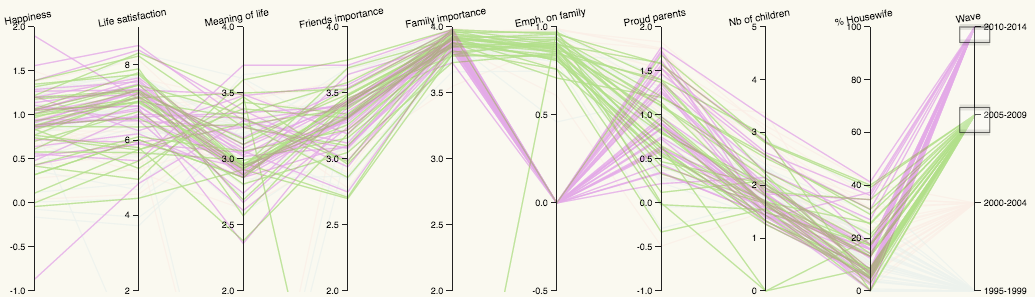 Happiness Life satisfaction Meaning of life Friends importance Family importance Emph. on family Proud parents Nb of children % Housewife Wave
2.0 4.0 4.0 4.0 1.0 2.0 5 100 2010-2014
8 4 80
1.5 3.5 3.5 3.5 1.5
1.0 0.5 1.0 2005-2009
6 3 60
0.5 3.0 3.0 3.0 0.5
2 40
0.0 0.0 0.0 2000-2004
4
-0.5 2.5 2.5 2.5 -0.5
1 20
-1.0 2 2.0 2.0 2.0 -0.5 -1.0 0 0 1995-1999